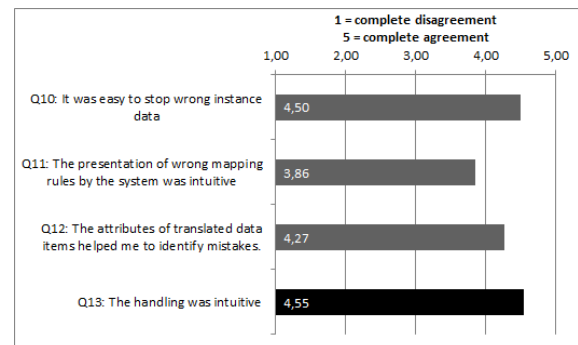 1 = complete disagreement
5 = complete agreement
1,00 2,00 3,00 4,00 5,00
Q10: It was easy to stop wrong instance
data
4,50
Q11: The presentation of wrong mapping
rules by the system was intuitive
3,86
Q12: The attributes of translated data
items helped me to identify mistakes.
4,27
Q13: The handling was intuitive
4,55